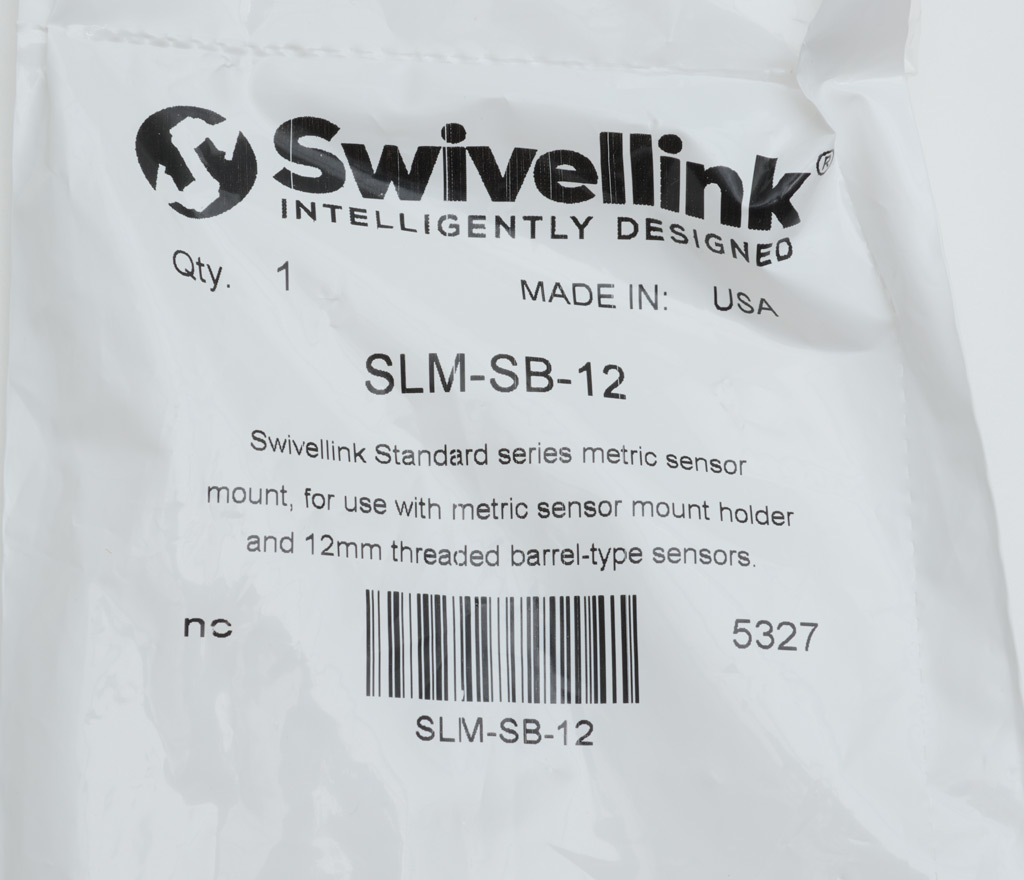 Swivellink®
INTELLIGENTLY DESIGNED
Qty. 1 MADE IN: USA
SLM-SB-12
Swivellink Standard series metric sensor
mount, for use with metric sensor mount holder
and 12mm threaded barrel-type sensors.
5327
SLM-SB-12